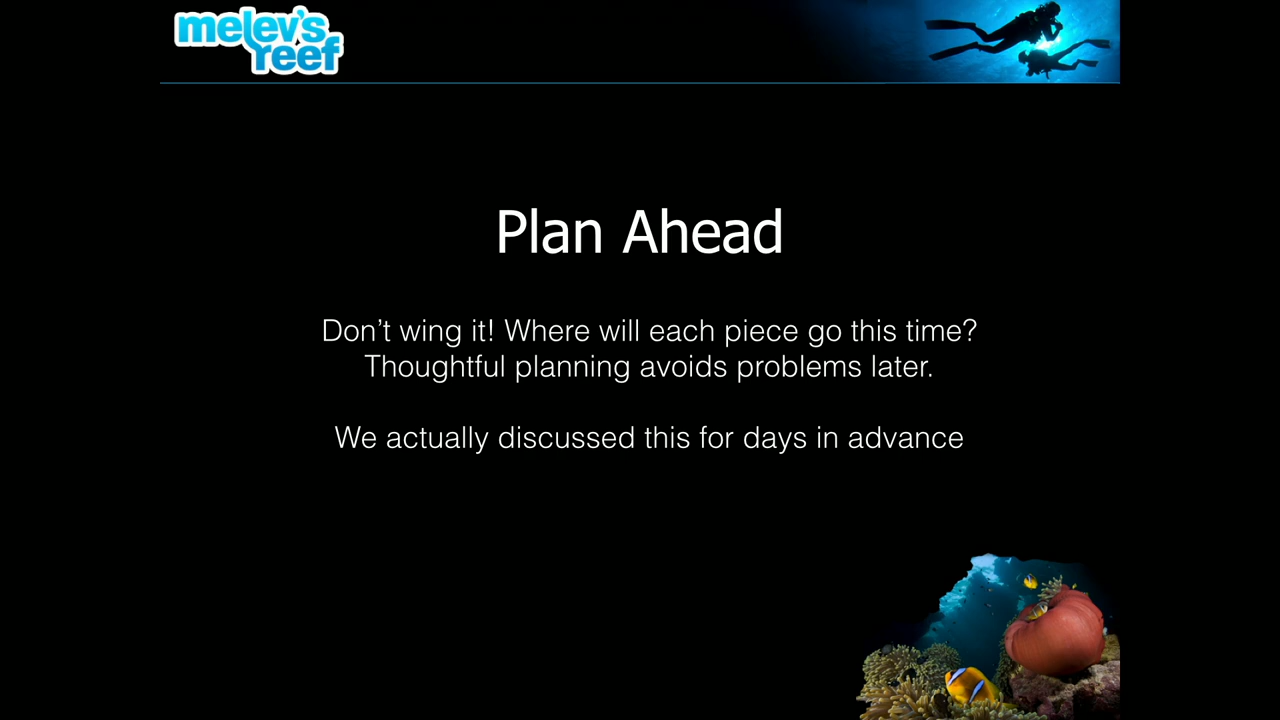 melev's
reef
Plan Ahead
Don’t wing it! Where will each piece go this time?
Thoughtful planning avoids problems later.
We actually discussed this for days in advance